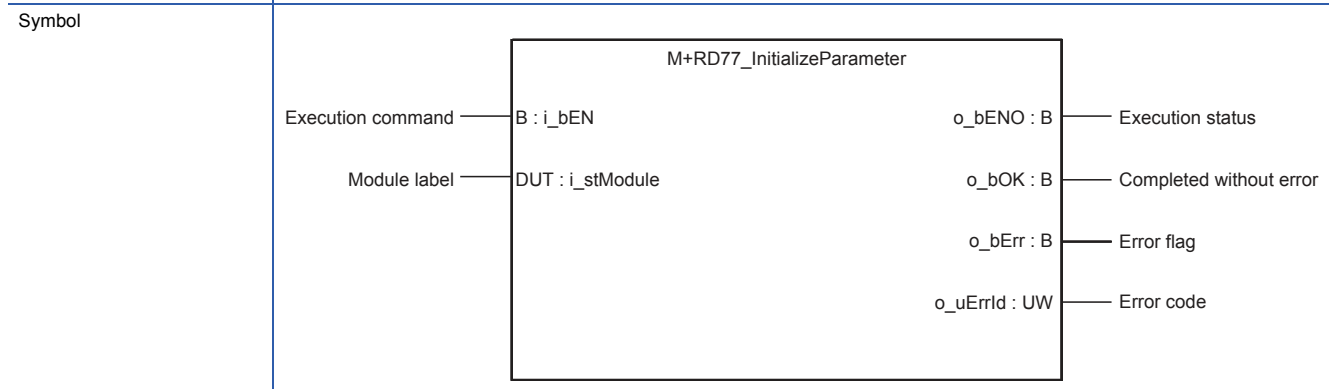 Symbol
M+RD77_InitializeParameter
Execution command B : i_bEN o_bENO : B Execution status
Module label DUT : i_stModule o_bOK : B Completed without error
o_bErr : B Error flag
o_uErrId : UW Error code